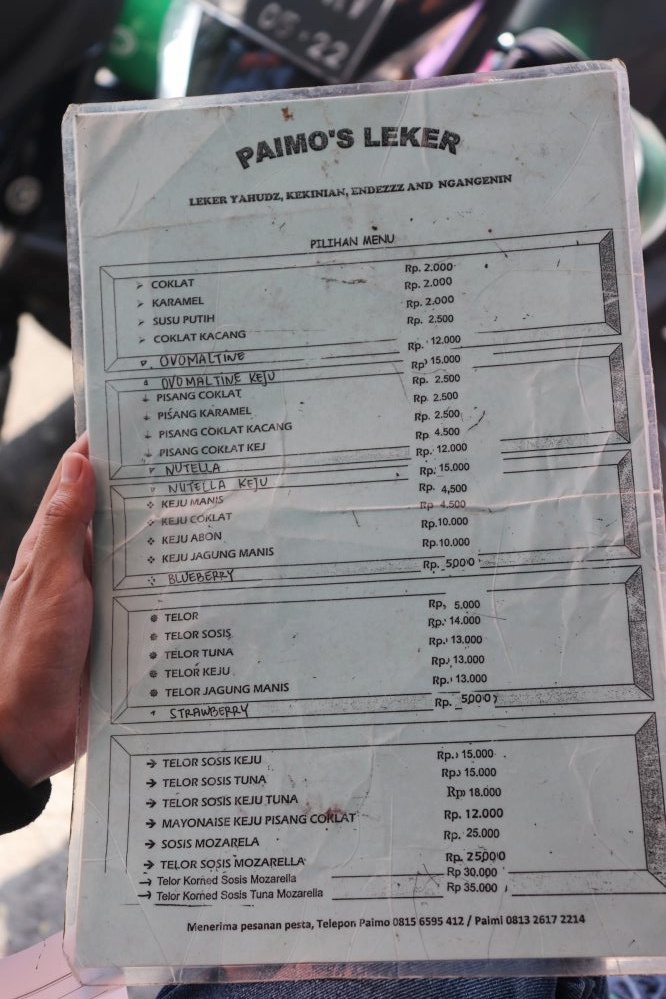 05-22
PAIMO'S LEKER
LEKER YAHUDZ, KEKINIAN, ENDEZZZ AND NGANGENIN
PILIHAN MENU
COKLAT Rp. 2.000
KARAMEL Rp. 2.000
SUSU PUTIH Rp. 2.000
COKLAT KACANG Rp. 2.500
OVOMALTINE Rp. 12.000
OVOMALTINE KEJU Rp 15.000
PISANG COKLAT Rp. 2.500
PISANG KARAMEL Rp. 2.500
PISANG COKLAT KACANG Rp. 2.500
PISANG COKLAT KEJ Rp 4.500
NUTELLA Rp. 12.000
NUTELLA KEJU Rp. 15.000
KEJU MANIS Rp. 4,500
KEJU COKLAT Rp 4.500
KEJU ABON Rp.10.000
KEJU JAGUNG MANIS Rp.10.000
BLUEBERRY Rp. 5000
TELOR Rp. 5.000
TELOR SOSIS Rp. 14.000
TELOR TUNA Rp. 13.000
TELOR KEJU Rp. 13.000
TELOR JAGUNG MANIS Rp. 13.000
STRAWBERRY Rp. 5000
TELOR SOSIS KEJU Rp. 15.000
TELOR SOSIS TUNA Rp. 15.000
TELOR SOSIS KEJU TUNA Rp 18.000
MAYONAISE KEJU PISANG COKLAT Rp. 12.000
SOSIS MOZARELA Rp. 25.000
TELOR SOSIS MOZARELLA Rp. 25000
Telor Korned Sosis Mozarella Rp 30.000
Telor Korned Sosis Tuna Mozarella Rp 35.000
Menerima pesanan pesta, Telepon Paimo 0815 6595 412 / Paimi 0813 2617 2214